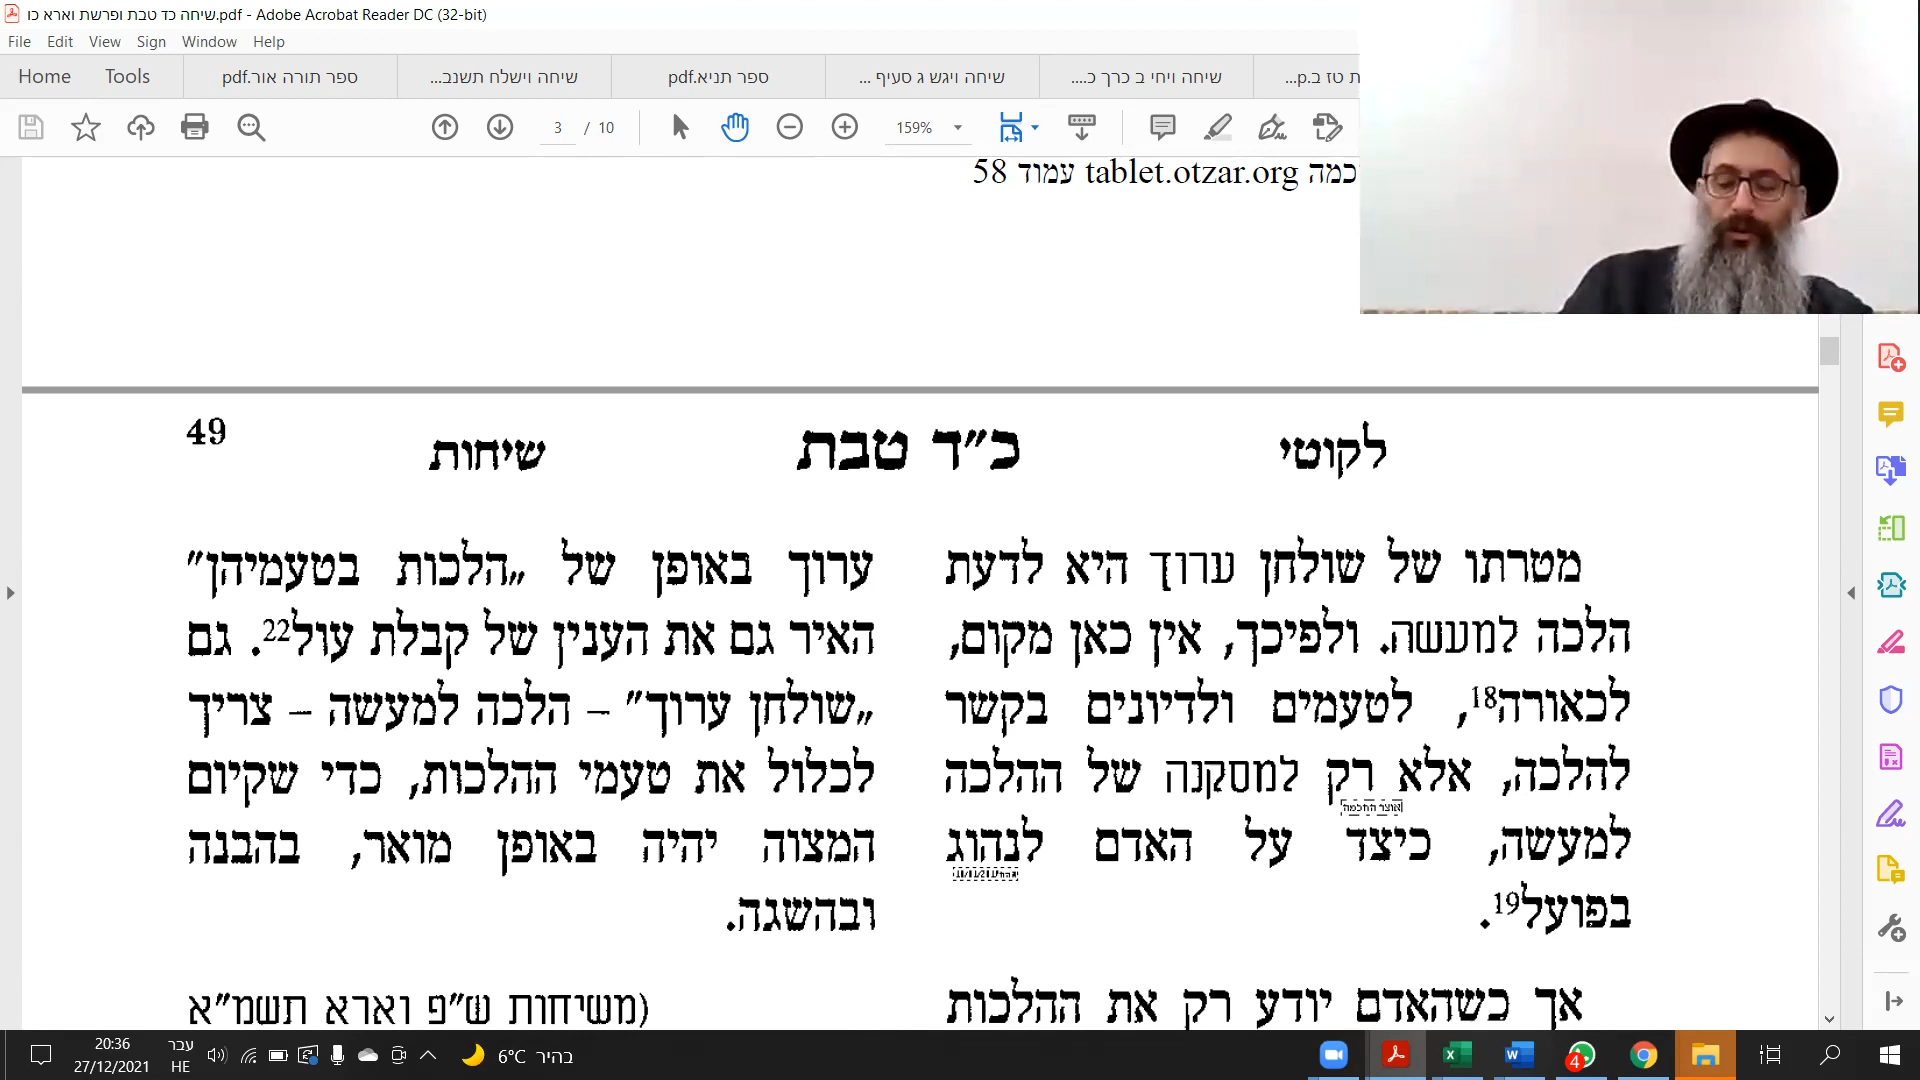 שיחה כד טבת ופרשת וארא כו.pdf - Adobe Acrobat Reader DC (32-bit)
File Edit View Sign Window Help
Home Tools ספר תורה אור.pdf שיחה וישלח תשנב... ספר תניא.pdf שיחה ויגש ג סעיף ... שיחה ויחי ב כרך כ.... ת טז ב.p...
3 / 10 159%
כמה tablet.otzar.org עמוד 58
לקוטי כ״ד טבת שיחות 49
מטרתו של שולחן ערוך היא לדעת
הלכה למעשה. ולפיכך, אין כאן מקום,
לכאורה18, לטעמים ולדיונים בקשר
להלכה, אלא רק למסקנה של ההלכה
אוצר החכמה
למעשה, כיצד על האדם לנהוג
בפועל19.
אך כשהאדם יודע רק את ההלכות
ערוך באופן של „הלכות בטעמיהן״
האיר גם את הענין של קבלת עול22. גם
„שולחן ערוך״ – הלכה למעשה – צריך
לכלול את טעמי ההלכות, כדי שקיום
המצוה יהיה באופן מואר, בהבנה
ובהשגה.
(משיחות ש״פ וארא תשמ״א
20:36
27/12/2021
עבר
HE
6°C בהיר
4